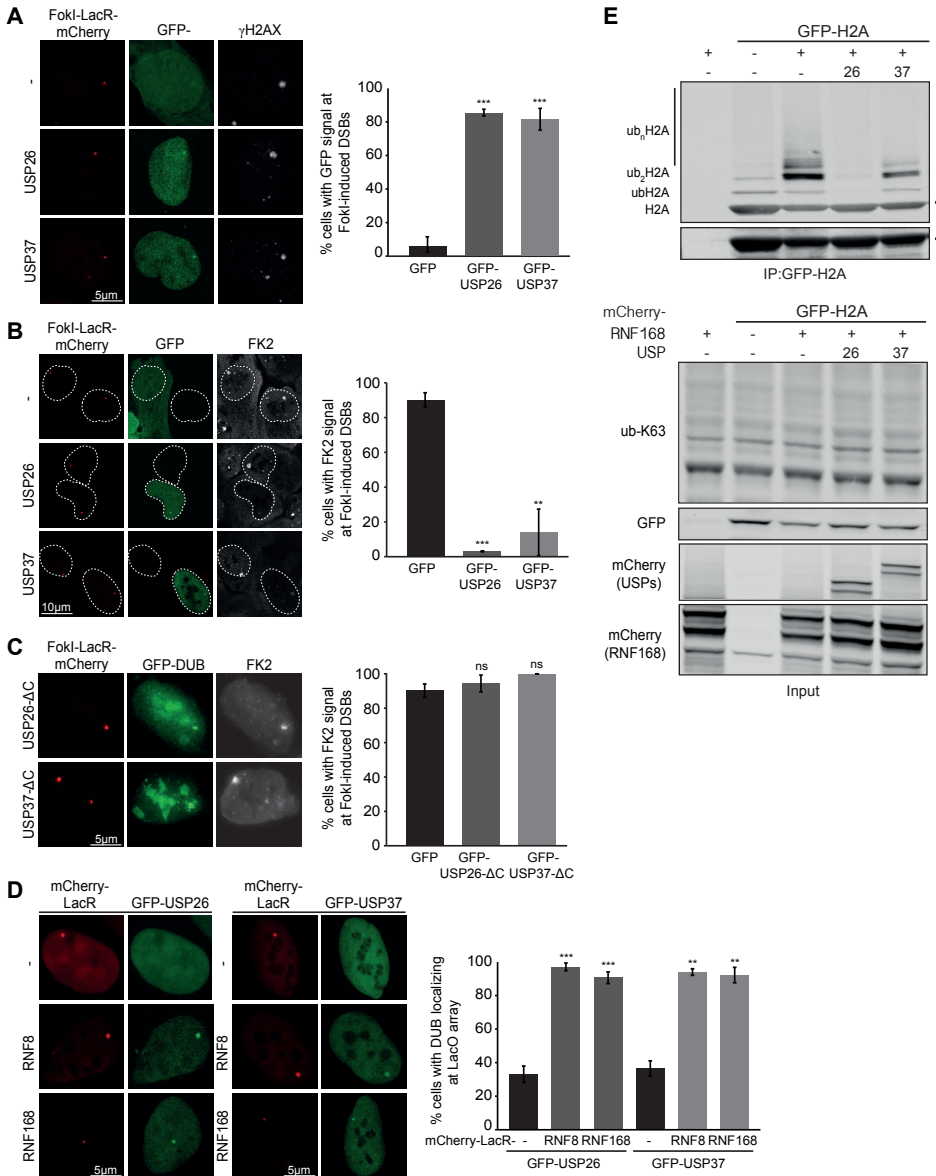 A
FokI-LacR-
mCherry
GFP-
γH2AX
-
USP26
USP37
5μm
% cells with GFP signal at
FokI-induced DSBs
100
80
60
40
20
0
***
***
GFP
GFP-
USP26
GFP-
USP37
B
FokI-LacR-
mCherry
GFP
FK2
-
USP26
USP37
10μm
% cells with FK2 signal
at FokI-induced DSBs
100
80
60
40
20
0
***
**
GFP
GFP-
USP26
GFP-
USP37
C
FokI-LacR-
mCherry
GFP-DUB
FK2
USP26-ΔC
USP37-ΔC
5μm
% cells with FK2 signal
at FokI-induced DSBs
100
80
60
40
20
0
ns
ns
GFP
GFP-
USP26-ΔC
GFP-
USP37-ΔC
D
mCherry-
LacR
GFP-USP26
mCherry-
LacR
GFP-USP37
-
RNF8
RNF168
5μm
-
RNF8
RNF168
5μm
% cells with DUB localizing
at LacO array
100
80
60
40
20
0
***
***
**
**
mCherry-LacR- - RNF8 RNF168 - RNF8 RNF168
GFP-USP26
GFP-USP37
E
GFP-H2A
+ - + + +
- - - 26 37
ubnH2A
ub2H2A
ubH2A
H2A
IP:GFP-H2A
mCherry-
GFP-H2A
RNF168 + - + + +
USP - - - 26 37
ub-K63
GFP
mCherry
(USPs)
mCherry
(RNF168)
Input